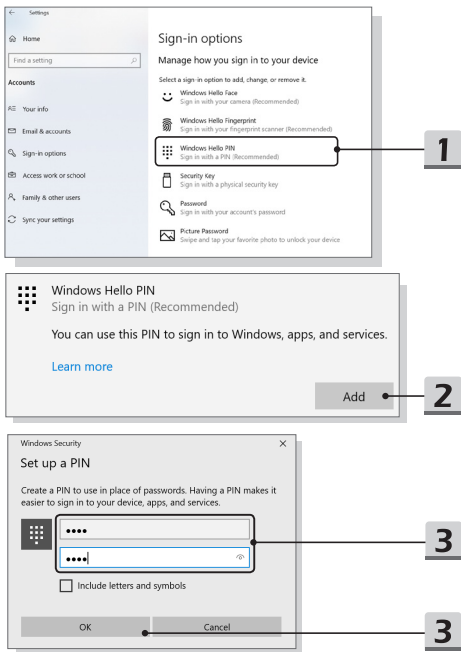 Settings
Home
Find a setting
Accounts
Your info
Email & accounts
Sign-in options
Access work or school
Family & other users
Sync your settings
Sign-in options
Manage how you sign in to your device
Select a sign-in option to add, change, or remove it.
Windows Hello Face
Sign in with your camera (Recommended)
Windows Hello Fingerprint
Sign in with your fingerprint scanner (Recommended)
Windows Hello PIN
Sign in with a PIN (Recommended)
Security Key
Sign in with a physical security key
Password
Sign in with your account's password
Picture Password
Swipe and tap your favorite photo to unlock your device
1
Windows Hello PIN
Sign in with a PIN (Recommended)
You can use this PIN to sign in to Windows, apps, and services.
Learn more
Add
2
Windows Security
Set up a PIN
Create a PIN to use in place of passwords. Having a PIN makes it
easier to sign in to your device, apps, and services.
••••
••••
Include letters and symbols
3
OK
Cancel
3